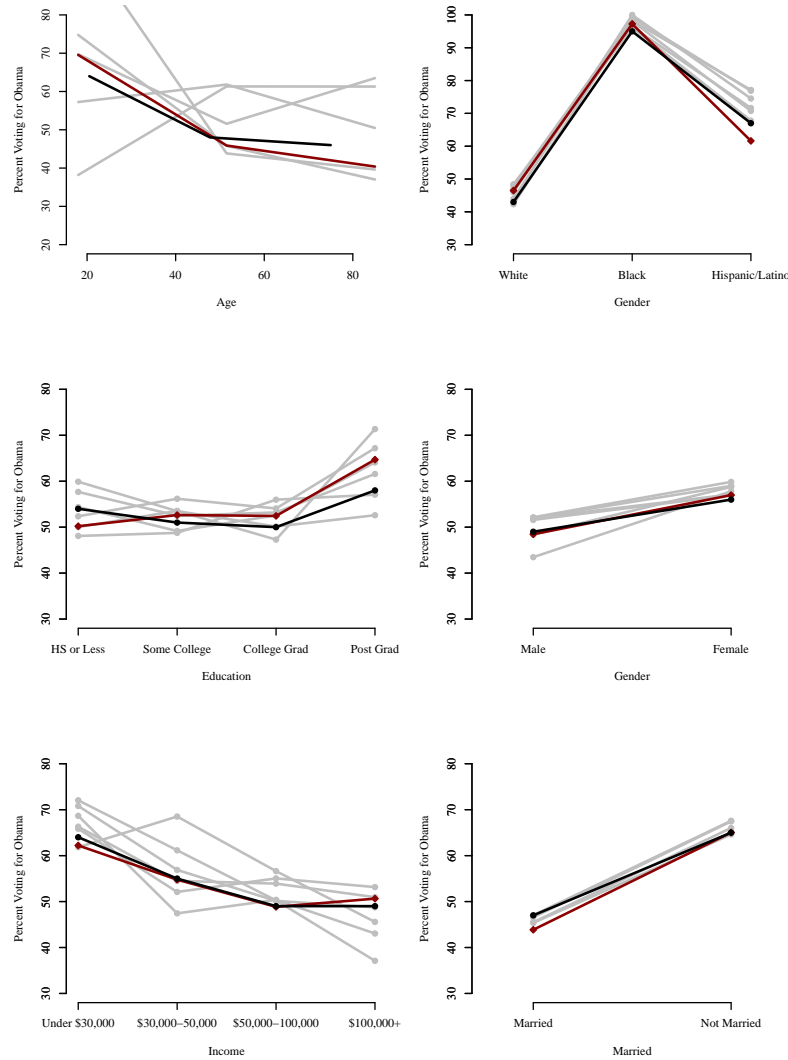 Percent Voting for Obama
20 30 40 50 60 70 80
20 40 60 80
Age
Percent Voting for Obama
30 40 50 60 70 80 90 100
White Black Hispanic/Latino
Gender
Percent Voting for Obama
30 40 50 60 70 80
HS or Less Some College College Grad Post Grad
Education
Percent Voting for Obama
30 40 50 60 70 80
Male Female
Gender
Percent Voting for Obama
30 40 50 60 70 80
Under $30,000 $30,000−50,000 $50,000−100,000 $100,000+
Income
Percent Voting for Obama
30 40 50 60 70 80
Married Not Married
Married